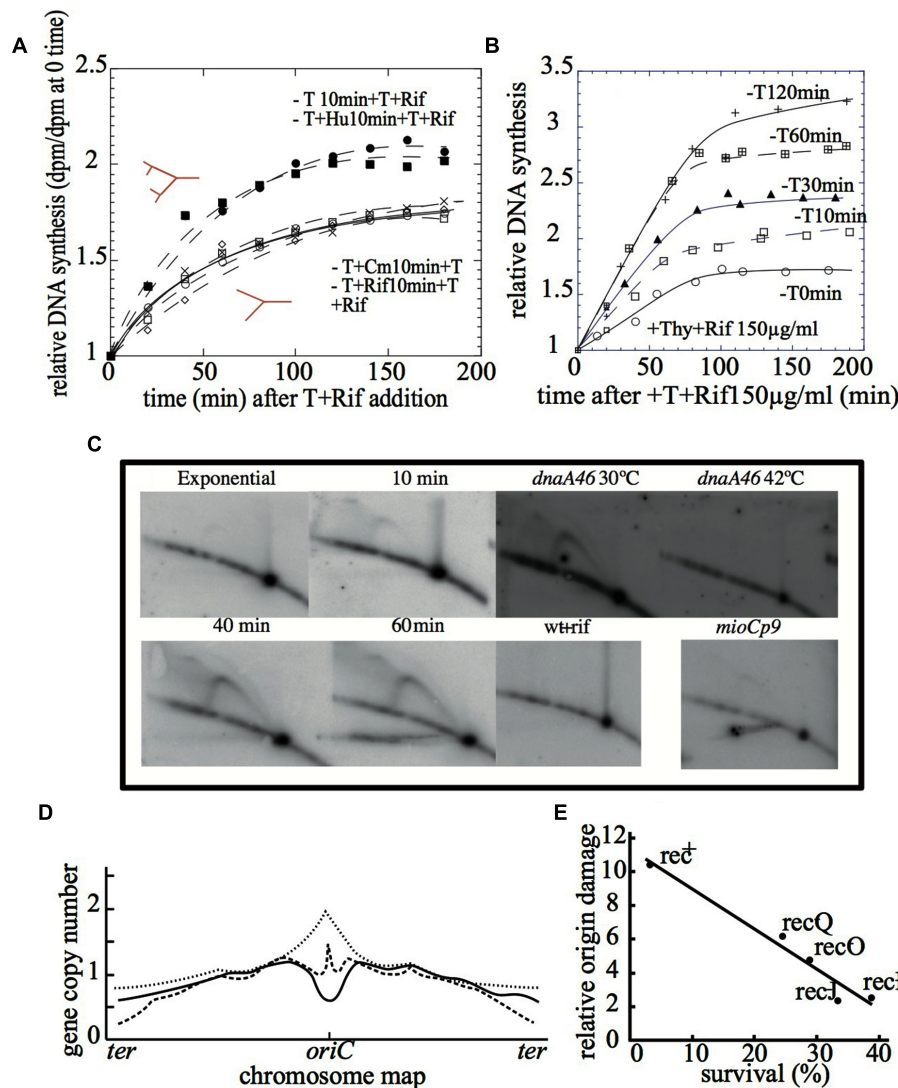 A
relative DNA synthesis (dpm/dpm at 0 time)
2.5
2
1.5
1
- T 10min+T+Rif
- T+Hu10min+T+Rif
- T+Cm10min+T
- T+Rif10min+T
+Rif
0 50 100 150 200
time (min) after T+Rif addition
B
relative DNA synthesis
3.5
3
2.5
2
1.5
1
-T120min
-T60min
-T30min
-T10min
-T0min
+Thy+Rif 150µg/ml
0 50 100 150 200
time after +T+Rif150µg/ml (min)
C
Exponential 10 min dnaA46 30ºC dnaA46 42ºC
40 min 60min wt+rif mioCp9
D
gene copy number
2
1
0
ter oriC ter
chromosome map
E
relative origin damage
12
10
8
6
4
2
0
rec+
recQ
recO
recJ
0 10 20 30 40
survival (%)